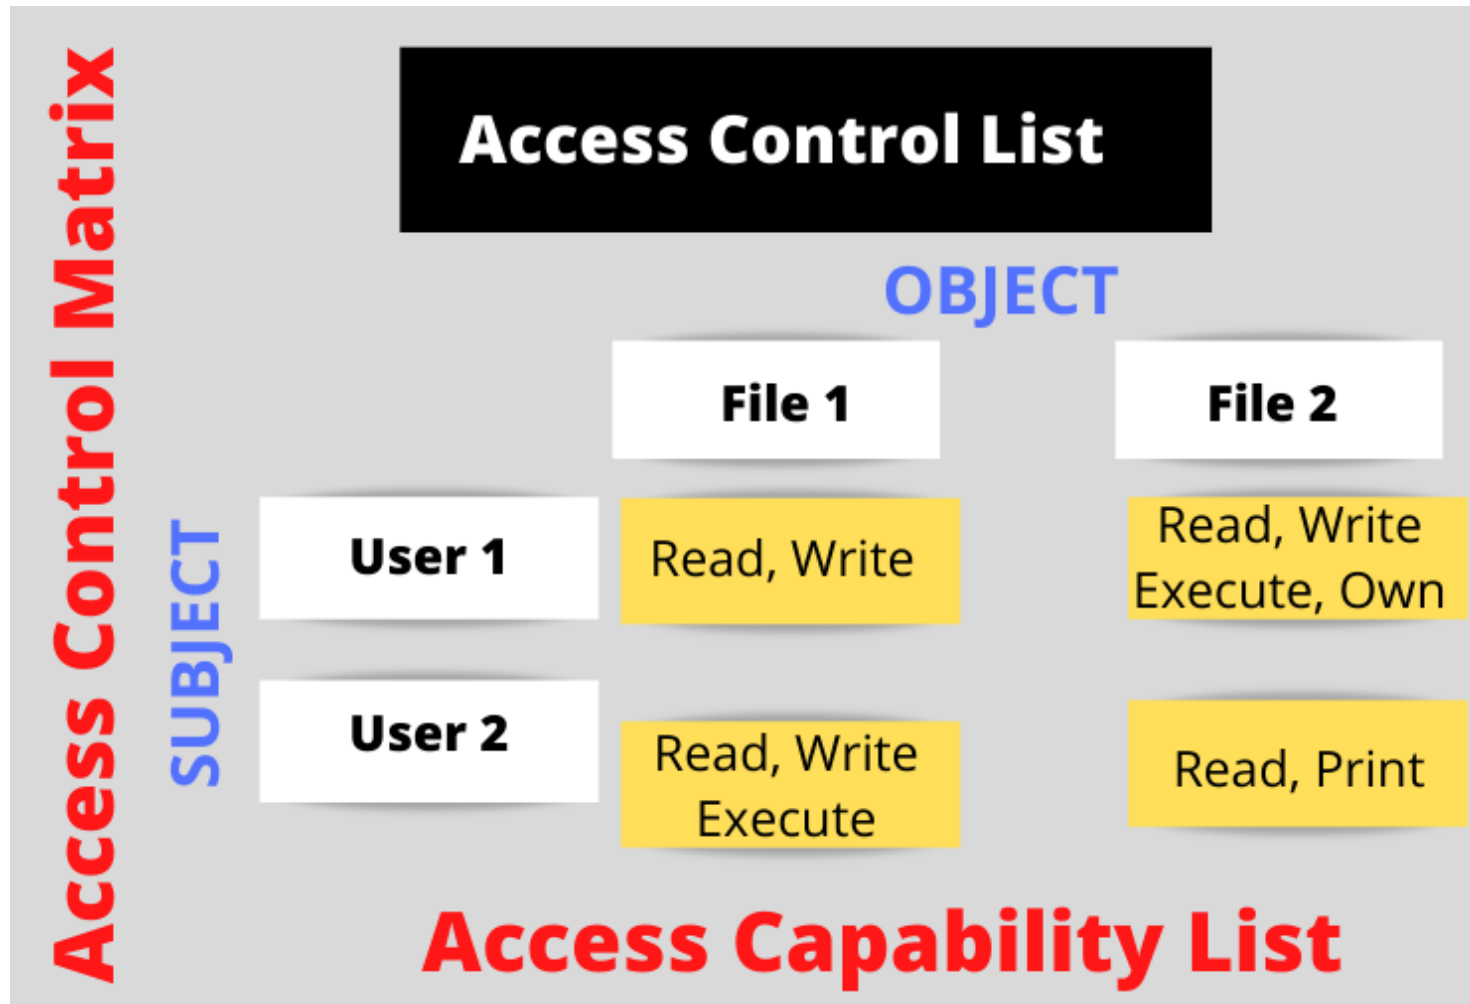 Access Control Matrix
Access Control List
OBJECT
File 1
File 2
SUBJECT
User 1
Read, Write
Read, Write
Execute, Own
User 2
Read, Write
Execute
Read, Print
Access Capability List